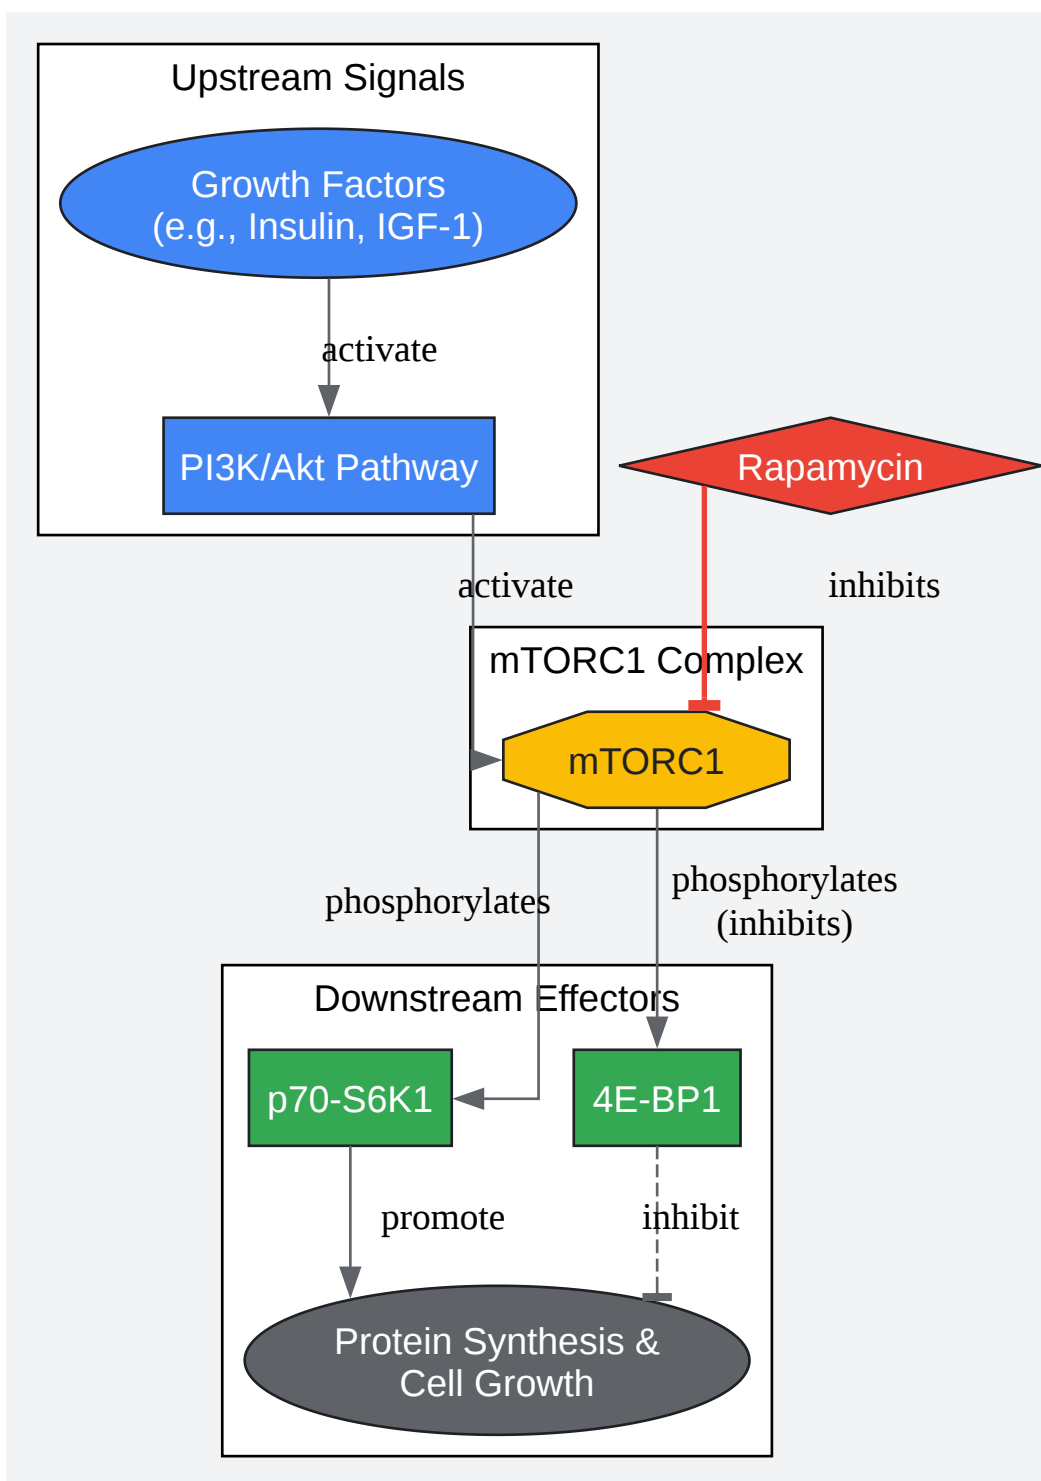 Upstream Signals
Growth Factors
(e.g., Insulin, IGF-1)
activate
PI3K/Akt Pathway
Rapamycin
activate
inhibits
mTORC1 Complex
mTORC1
phosphorylates
phosphorylates
(inhibits)
Downstream Effectors
p70-S6K1
4E-BP1
promote
inhibit
Protein Synthesis &
Cell Growth